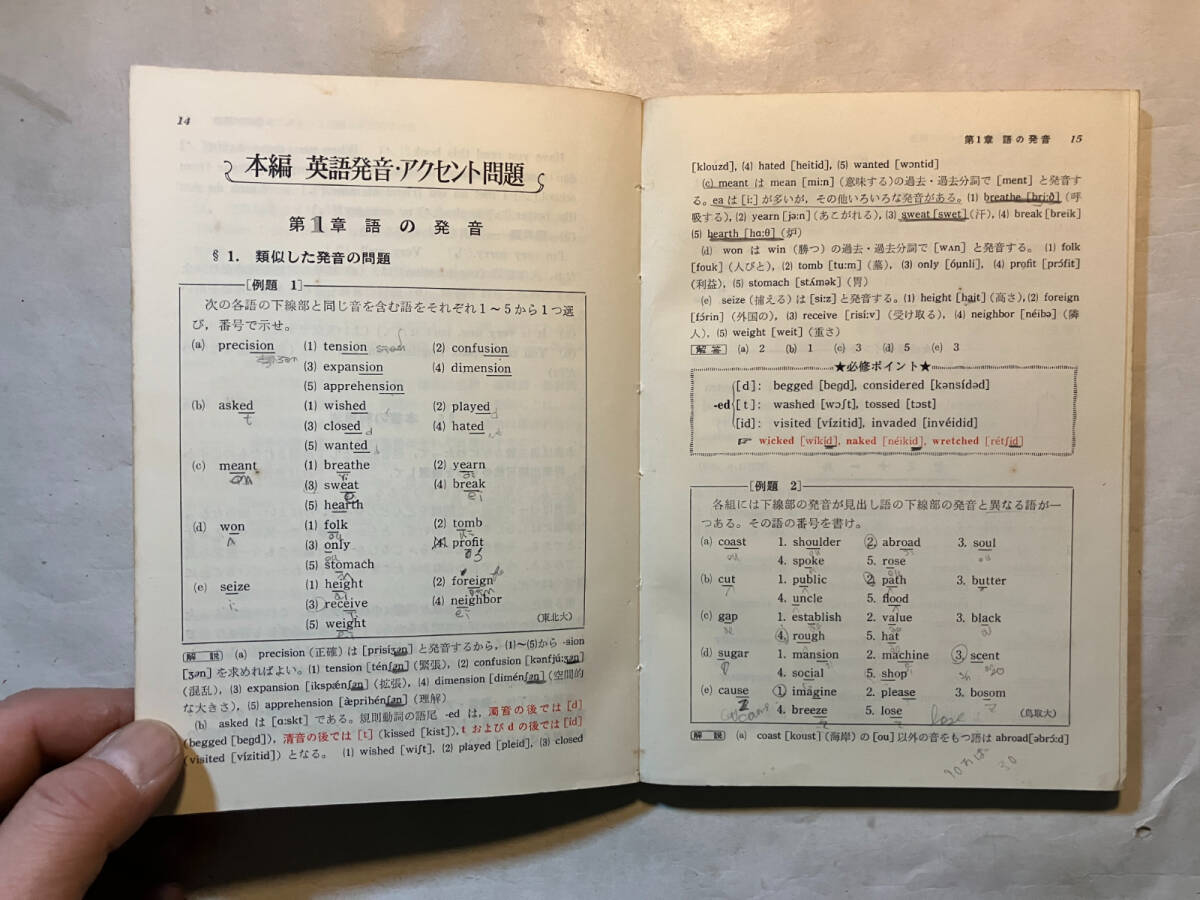 14
本編 英語発音・アクセント問題
第1章 語の発音
§1. 類似した発音の問題
[例題 1]
次の各語の下線部と同じ音を含む語をそれぞれ1〜5から1つ選
び，番号で示せ。
(a) precision (1) tension (2) confusion
(3) expansion (4) dimension
(5) apprehension
(b) asked (1) wished (2) played
(3) closed (4) hated
(5) wanted
(c) meant (1) breathe (2) yearn
(3) sweat (4) break
(5) hearth
(d) won (1) folk (2) tomb
(3) only (4) profit
(5) stomach
(e) seize (1) height (2) foreign
(3) receive (4) neighbor
(5) weight (東北大)
[解説] (a) precision（正確）は [prisíʒən] と発音するから，(1)〜(5)から -sion
[ʒən] を求めればよい。(1) tension [ténʃən]（緊張），(2) confusion [kənfjú:ʒən]
（混乱），(3) expansion [ikspǽnʃən]（拡張），(4) dimension [diménʃən]（空間的
な大きさ），(5) apprehension [æprihénʃən]（理解）
(b) asked は [ɑ:skt] である。規則動詞の語尾 -ed は，濁音の後では [d]
(begged [begd])，清音の後では [t] (kissed [kist])，t および d の後では [id]
(visited [vízitid]) となる。 (1) wished [wiʃt], (2) played [pleid], (3) closed
第1章 語の発音 15
[klouzd], (4) hated [heitid], (5) wanted [wɔntid]
(c) meant は mean [mi:n]（意味する）の過去・過去分詞で [ment] と発音す
る。ea は [i:] が多いが，その他いろいろな発音がある。(1) breathe [bri:ð]（呼
吸する），(2) yearn [jə:n]（あこがれる），(3) sweat [swet]（汗），(4) break [breik]
(5) hearth [hɑ:θ]（炉）
(d) won は win（勝つ）の過去・過去分詞で [wʌn] と発音する。 (1) folk
[fouk]（人びと），(2) tomb [tu:m]（墓），(3) only [óunli], (4) profit [prɔ́fit]
（利益），(5) stomach [stʌ́mək]（胃）
(e) seize（捕える）は [si:z] と発音する。(1) height [hait]（高さ），(2) foreign
[fɔ́rin]（外国の），(3) receive [risí:v]（受け取る），(4) neighbor [néibə]（隣
人），(5) weight [weit]（重さ）
[解答] (a) 2 (b) 1 (c) 3 (d) 5 (e) 3
★必修ポイント★
[d]： begged [begd], considered [kənsídəd]
-ed [t]： washed [wɔʃt], tossed [tɔst]
[id]： visited [vízitid], invaded [invéidid]
☞ wicked [wíkid], naked [néikid], wretched [rétʃid]
[例題 2]
各組には下線部の発音が見出し語の下線部の発音と異なる語が一
つある。その語の番号を書け。
(a) coast 1. shoulder 2. abroad 3. soul
4. spoke 5. rose
(b) cut 1. public 2. path 3. butter
4. uncle 5. flood
(c) gap 1. establish 2. value 3. black
4. rough 5. hat
(d) sugar 1. mansion 2. machine 3. scent
4. social 5. shop
(e) cause 1. imagine 2. please 3. bosom
4. breeze 5. lose (鳥取大)
[解説] (a) coast [koust]（海岸）の [ou] 以外の音をもつ語は abroad[əbrɔ́:d]